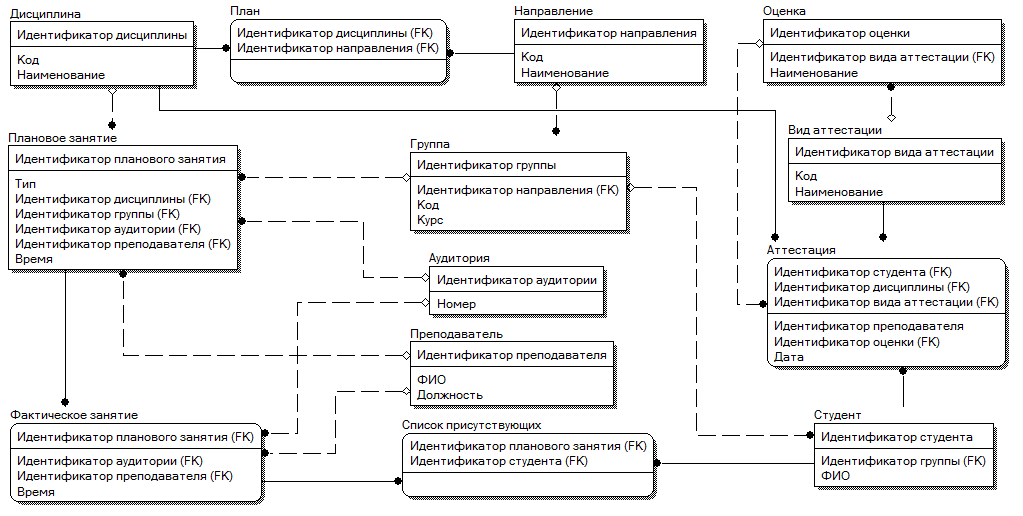 Дисциплина
Идентификатор дисциплины
Код
Наименование
План
Идентификатор дисциплины (FK)
Идентификатор направления (FK)
Направление
Идентификатор направления
Код
Наименование
Оценка
Идентификатор оценки
Идентификатор вида аттестации (FK)
Наименование
Плановое занятие
Идентификатор планового занятия
Тип
Идентификатор дисциплины (FK)
Идентификатор группы (FK)
Идентификатор аудитории (FK)
Идентификатор преподавателя (FK)
Время
Группа
Идентификатор группы
Идентификатор направления (FK)
Код
Курс
Вид аттестации
Идентификатор вида аттестации
Код
Наименование
Аудитория
Идентификатор аудитории
Номер
Аттестация
Идентификатор студента (FK)
Идентификатор дисциплины (FK)
Идентификатор вида аттестации (FK)
Идентификатор преподавателя
Идентификатор оценки (FK)
Дата
Преподаватель
Идентификатор преподавателя
ФИО
Должность
Фактическое занятие
Идентификатор планового занятия (FK)
Идентификатор аудитории (FK)
Идентификатор преподавателя (FK)
Время
Список присутствующих
Идентификатор планового занятия (FK)
Идентификатор студента (FK)
Студент
Идентификатор студента
Идентификатор группы (FK)
ФИО